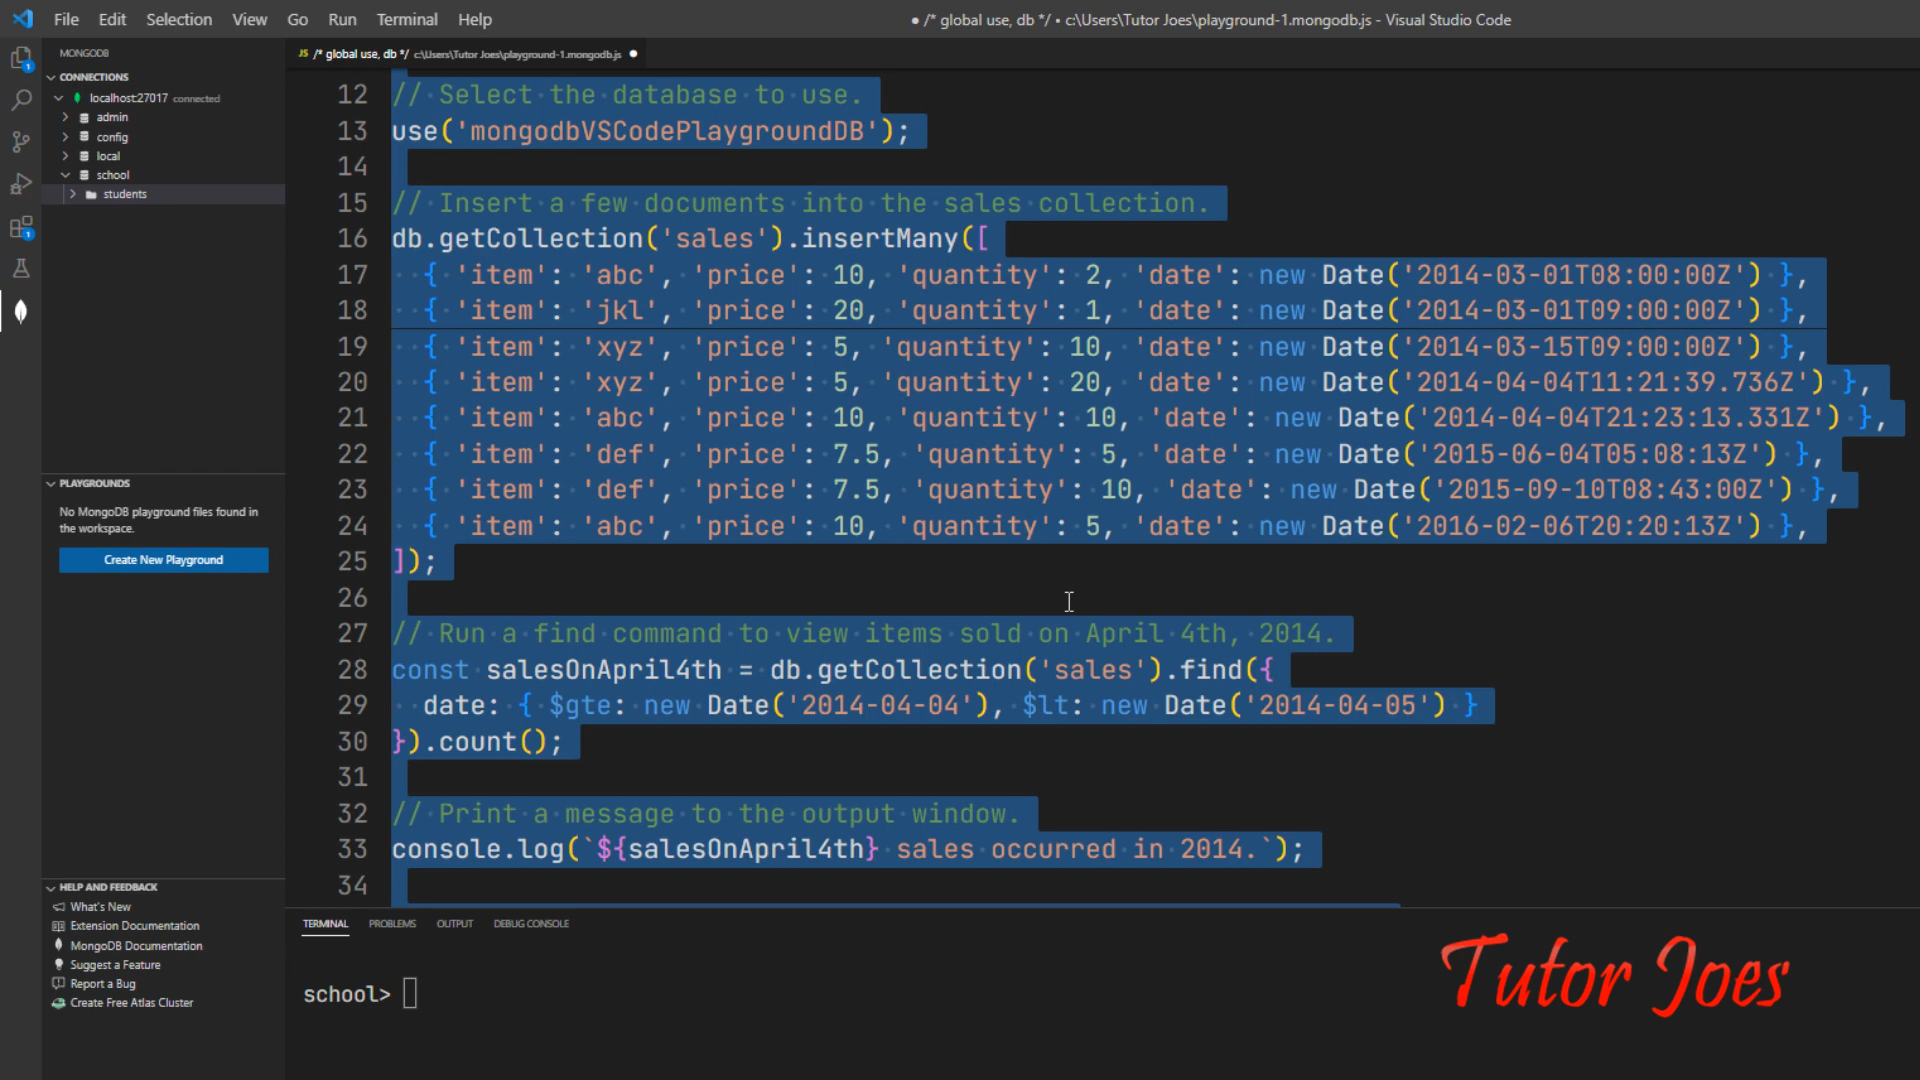 File Edit Selection View Go Run Terminal Help
● /* global use, db */ • c:\Users\Tutor Joes\playground-1.mongodb.js - Visual Studio Code
MONGODB
CONNECTIONS
localhost:27017 connected
admin
config
local
school
students
PLAYGROUNDS
No MongoDB playground files found in
the workspace.
Create New Playground
HELP AND FEEDBACK
What's New
Extension Documentation
MongoDB Documentation
Suggest a Feature
Report a Bug
Create Free Atlas Cluster
JS /* global use, db */ c:\Users\Tutor Joes\playground-1.mongodb.js ●
12 // Select the database to use.
13 use('mongodbVSCodePlaygroundDB');
14
15 // Insert a few documents into the sales collection.
16 db.getCollection('sales').insertMany([
17 { 'item': 'abc', 'price': 10, 'quantity': 2, 'date': new Date('2014-03-01T08:00:00Z') },
18 { 'item': 'jkl', 'price': 20, 'quantity': 1, 'date': new Date('2014-03-01T09:00:00Z') },
19 { 'item': 'xyz', 'price': 5, 'quantity': 10, 'date': new Date('2014-03-15T09:00:00Z') },
20 { 'item': 'xyz', 'price': 5, 'quantity': 20, 'date': new Date('2014-04-04T11:21:39.736Z') },
21 { 'item': 'abc', 'price': 10, 'quantity': 10, 'date': new Date('2014-04-04T21:23:13.331Z') },
22 { 'item': 'def', 'price': 7.5, 'quantity': 5, 'date': new Date('2015-06-04T05:08:13Z') },
23 { 'item': 'def', 'price': 7.5, 'quantity': 10, 'date': new Date('2015-09-10T08:43:00Z') },
24 { 'item': 'abc', 'price': 10, 'quantity': 5, 'date': new Date('2016-02-06T20:20:13Z') },
25 ]);
26
27 // Run a find command to view items sold on April 4th, 2014.
28 const salesOnApril4th = db.getCollection('sales').find({
29 date: { $gte: new Date('2014-04-04'), $lt: new Date('2014-04-05') }
30 }).count();
31
32 // Print a message to the output window.
33 console.log(`${salesOnApril4th} sales occurred in 2014.`);
34
TERMINAL PROBLEMS OUTPUT DEBUG CONSOLE
school>
Tutor Joes